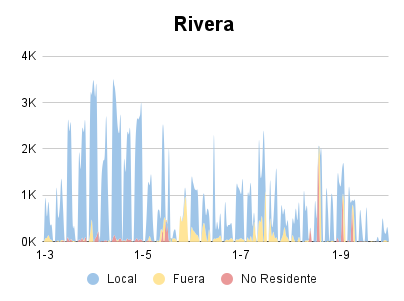 Rivera
4K
3K
2K
1K
0K
1-3 1-5 1-7 1-9
Local Fuera No Residente